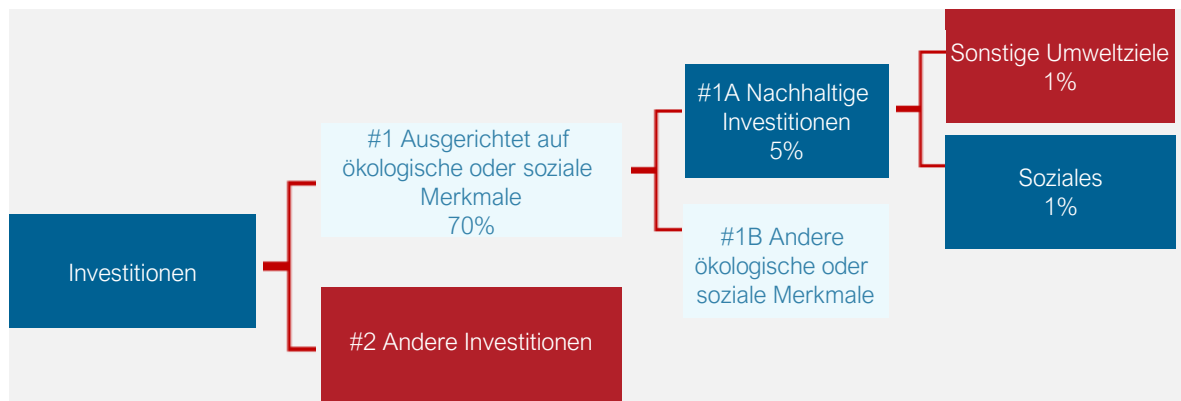 Investitionen
#1 Ausgerichtet auf
ökologische oder soziale
Merkmale
70%
#2 Andere Investitionen
#1A Nachhaltige
Investitionen
5%
#1B Andere
ökologische oder
soziale Merkmale
Sonstige Umweltziele
1%
Soziales
1%